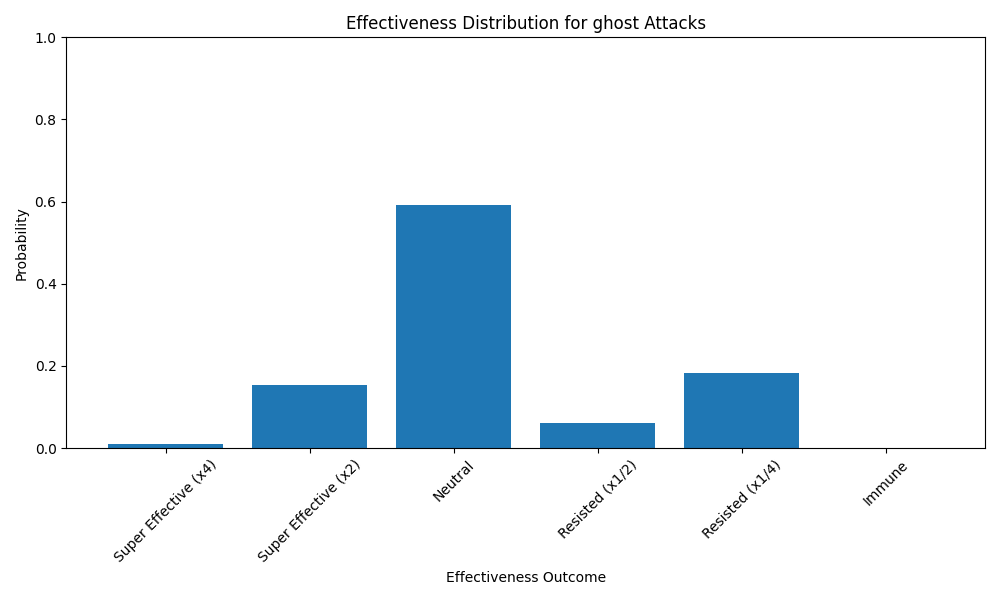 Effectiveness Distribution for ghost Attacks
Probability
1.0
0.8
0.6
0.4
0.2
0.0
Super Effective (x4)
Super Effective (x2)
Neutral
Resisted (x1/2)
Resisted (x1/4)
Immune
Effectiveness Outcome